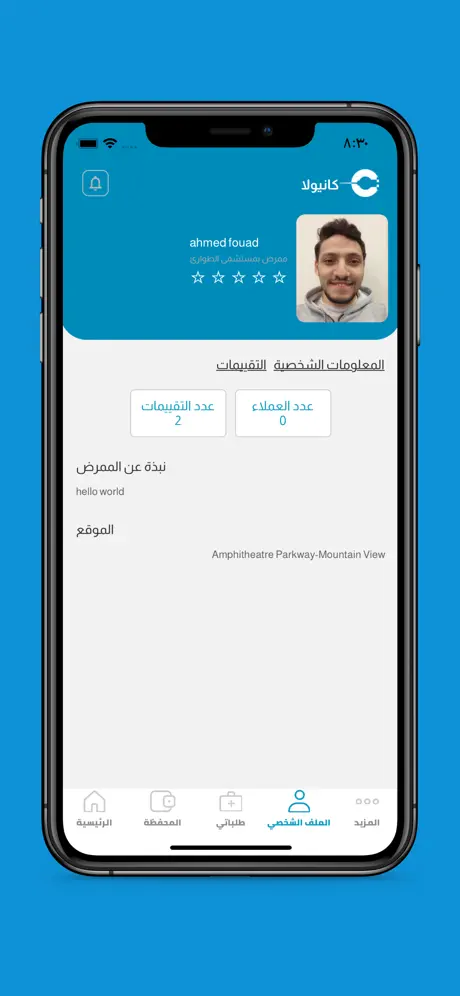 ٨:٣٠
كانيولا
ahmed fouad
ممرض بمستشفى الطوارئ
المعلومات الشخصية التقييمات
عدد العملاء
0
عدد التقييمات
2
نبذة عن الممرض
hello world
الموقع
Amphitheatre Parkway-Mountain View
المزيد
الملف الشخصي
طلباتي
المحفظة
الرئيسية